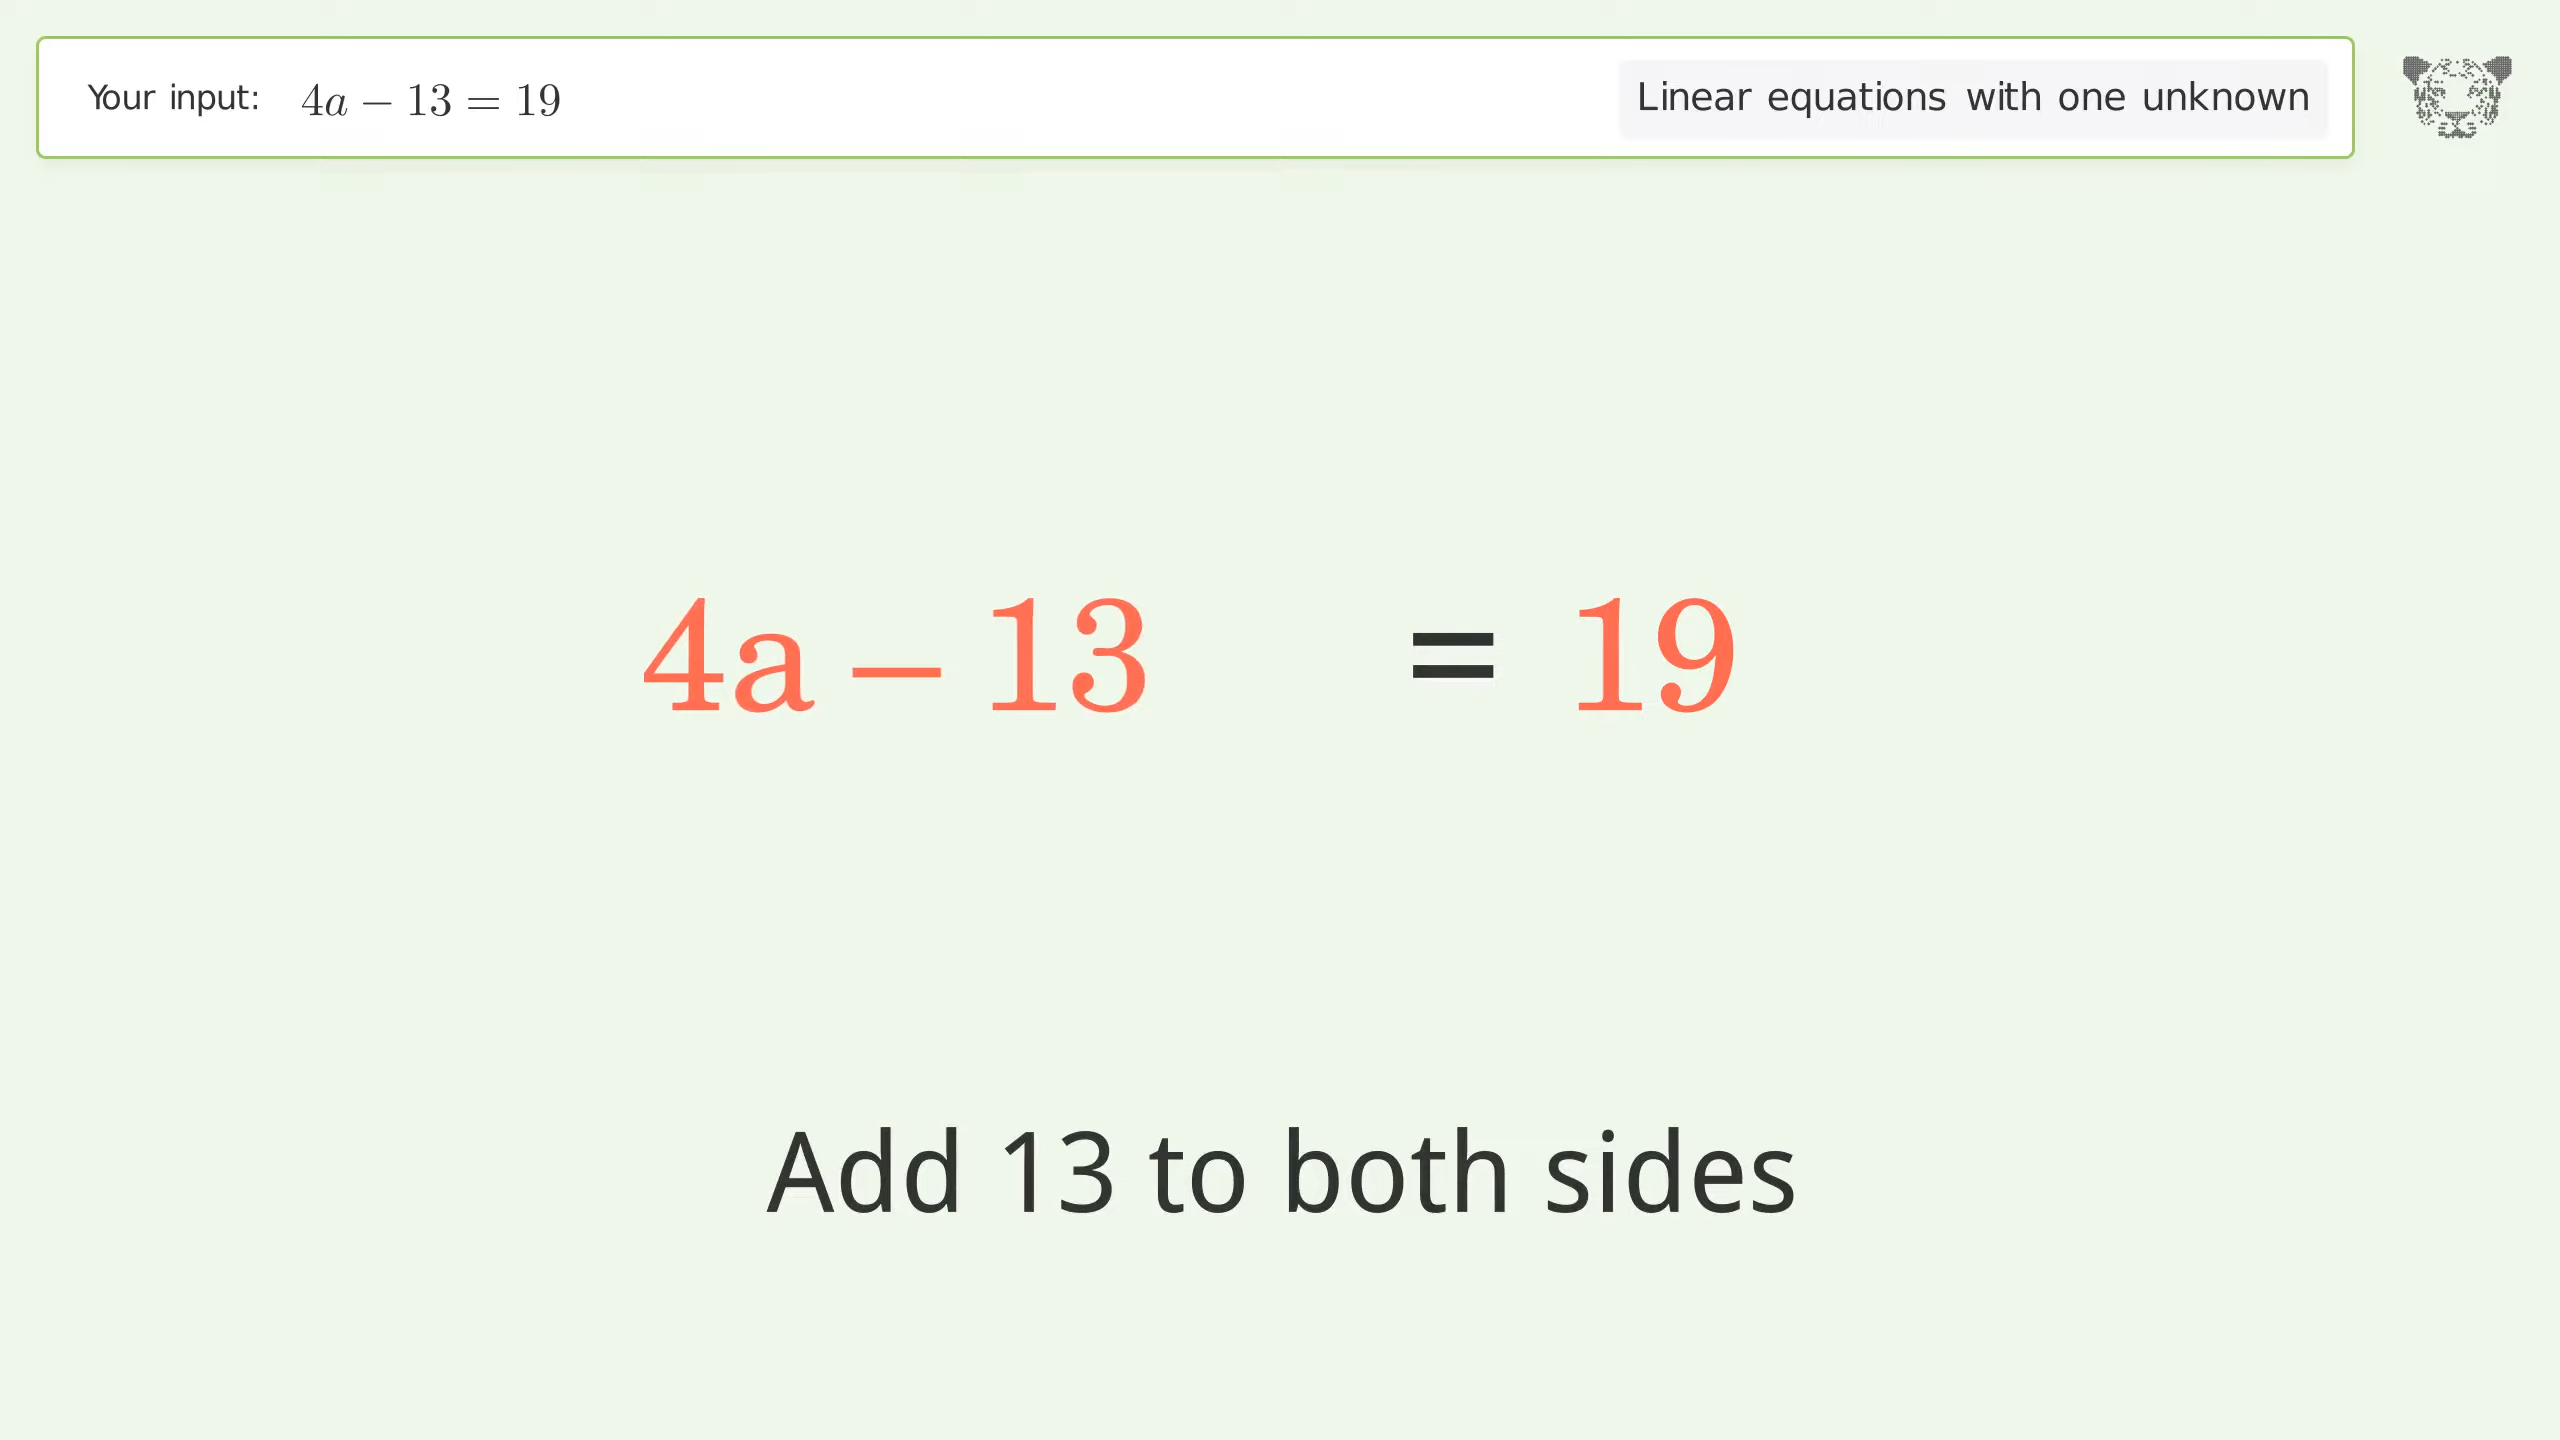 Your input: 4a − 13 = 19
Linear equations with one unknown
4a − 13 = 19
Add 13 to both sides